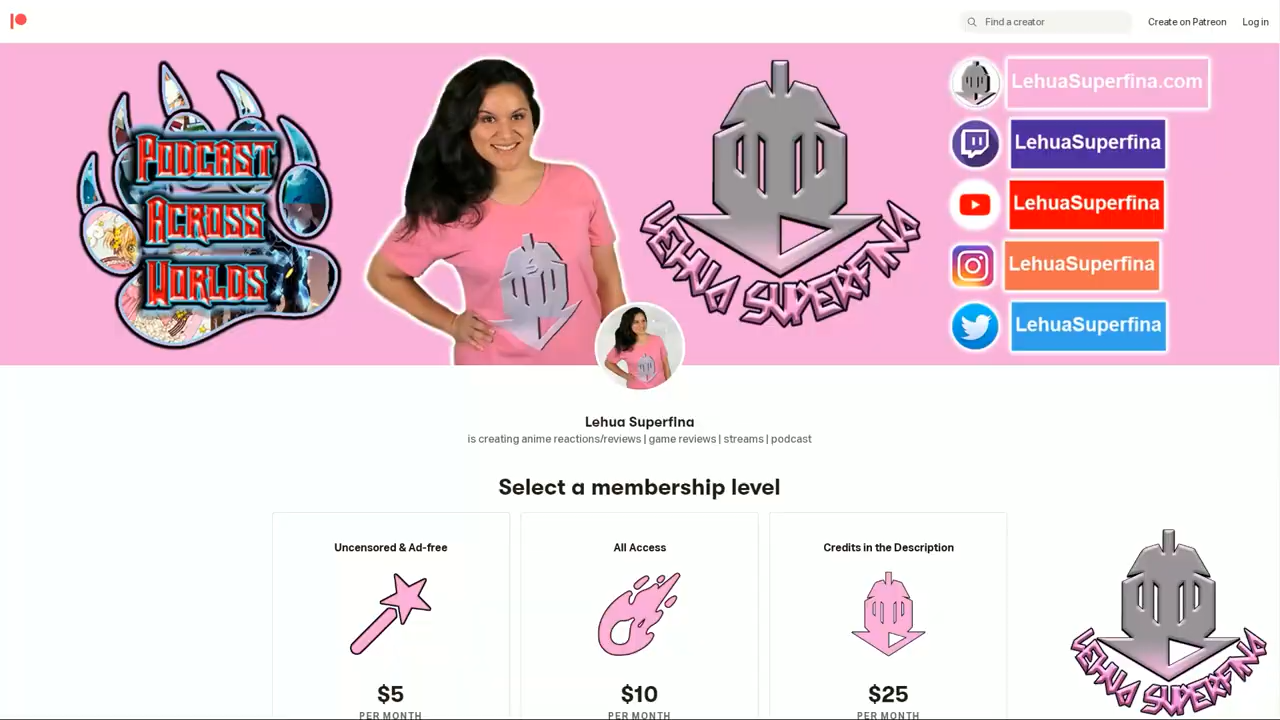 Find a creator
Create on Patreon
Log in
PODCAST
ACROSS
WORLDS
LEHUA SUPERFINA
LehuaSuperfina.com
LehuaSuperfina
LehuaSuperfina
LehuaSuperfina
LehuaSuperfina
Lehua Superfina
is creating anime reactions/reviews | game reviews | streams | podcast
Select a membership level
Uncensored & Ad-free
All Access
Credits in the Description
$5
$10
$25
PER MONTH
PER MONTH
PER MONTH
LEHUA SUPERFINA